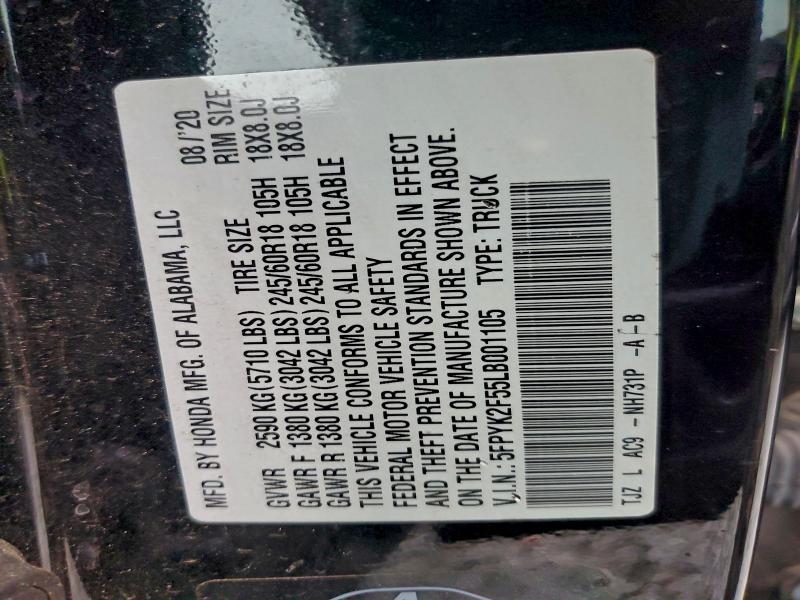 MFD. BY HONDA MFG. OF ALABAMA, LLC 08/'20
GVWR 2590 KG (5710 LBS) TIRE SIZE RIM SIZE
GAWR F 1380 KG (3042 LBS) 245/60R18 105H 18X8.0J
GAWR R 1380 KG (3042 LBS) 245/60R18 105H 18X8.0J
THIS VEHICLE CONFORMS TO ALL APPLICABLE
FEDERAL MOTOR VEHICLE SAFETY
AND THEFT PREVENTION STANDARDS IN EFFECT
ON THE DATE OF MANUFACTURE SHOWN ABOVE.
V.I.N.: 5FPYK2F55LB001105 TYPE: TRUCK
TJZ L AC9 -NH731P -A-B